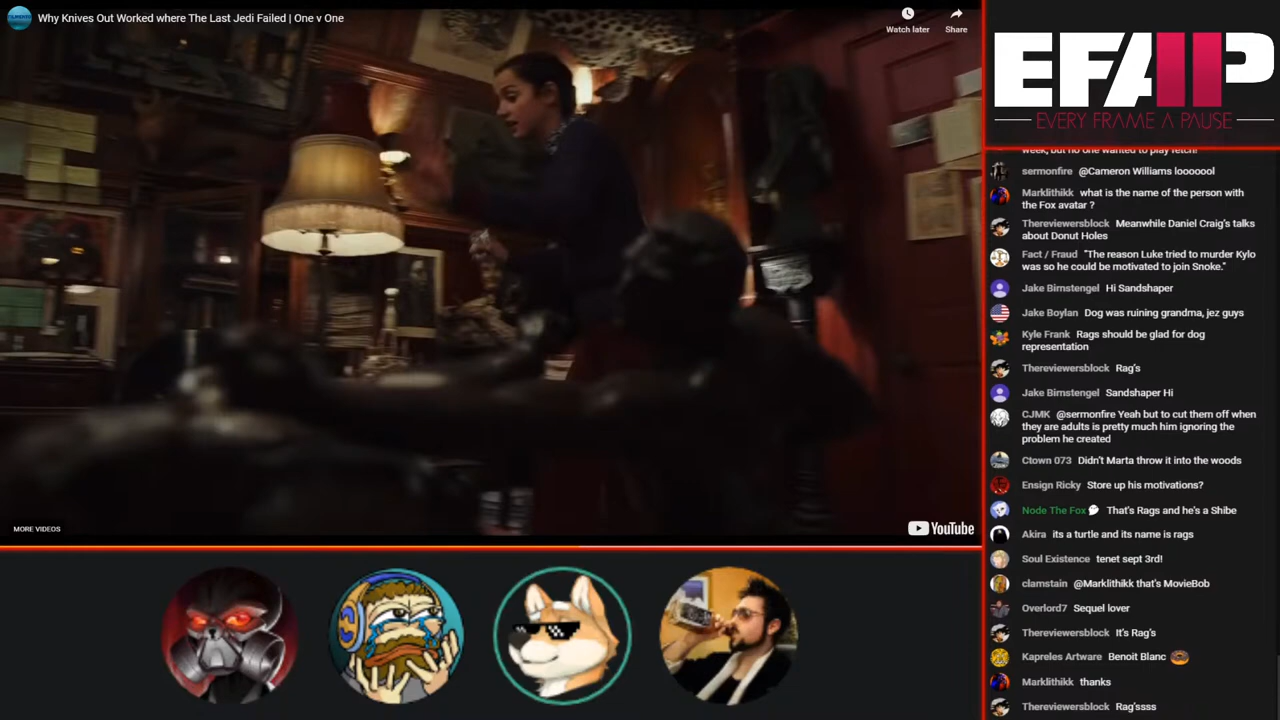 Why Knives Out Worked where The Last Jedi Failed | One v One
Watch later
Share
MORE VIDEOS
YouTube
EFAP
EVERY FRAME A PAUSE
week, but no one wanted to play fetch!
sermonfire @Cameron Williams looooool
Marklithikk what is the name of the person with
the Fox avatar ?
Thereviewersblock Meanwhile Daniel Craig's talks
about Donut Holes
Fact / Fraud "The reason Luke tried to murder Kylo
was so he could be motivated to join Snoke."
Jake Birnstengel Hi Sandshaper
Jake Boylan Dog was ruining grandma, jez guys
Kyle Frank Rags should be glad for dog
representation
Thereviewersblock Rag's
Jake Birnstengel Sandshaper Hi
CJMK @sermonfire Yeah but to cut them off when
they are adults is pretty much him ignoring the
problem he created
Ctown 073 Didn't Marta throw it into the woods
Ensign Ricky Store up his motivations?
Node The Fox That's Rags and he's a Shibe
Akira its a turtle and its name is rags
Soul Existence tenet sept 3rd!
clamstain @Marklithikk that's MovieBob
Overlord7 Sequel lover
Thereviewersblock It's Rag's
Kapreles Artware Benoit Blanc 🍩
Marklithikk thanks
Thereviewersblock Rag'ssss